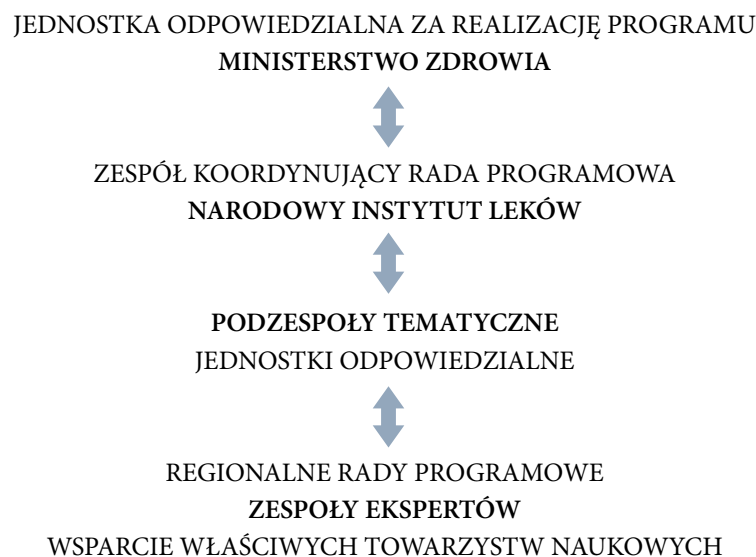 JEDNOSTKA ODPOWIEDZIALNA ZA REALIZACJĘ PROGRAMU
MINISTERSTWO ZDROWIA
ZESPÓŁ KOORDYNUJĄCY RADA PROGRAMOWA
NARODOWY INSTYTUT LEKÓW
PODZESPOŁY TEMATYCZNE
JEDNOSTKI ODPOWIEDZIALNE
REGIONALNE RADY PROGRAMOWE
ZESPOŁY EKSPERTÓW
WSPARCIE WŁAŚCIWYCH TOWARZYSTW NAUKOWYCH